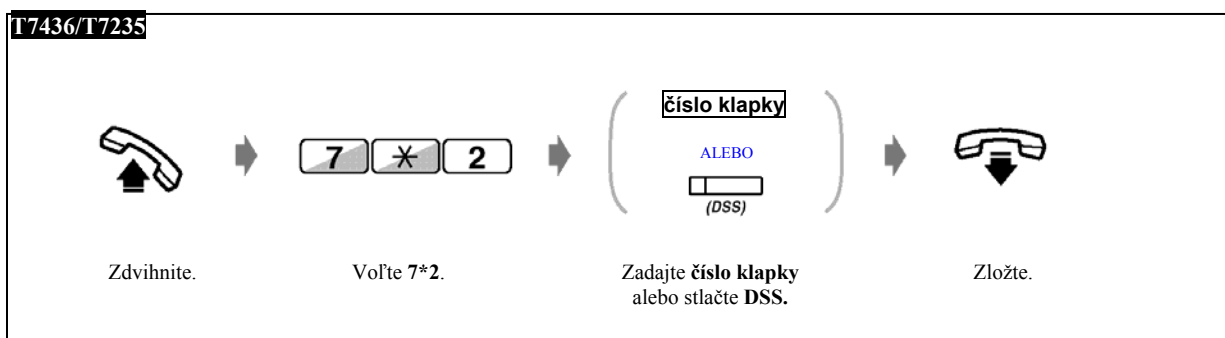 T7436/T7235
číslo klapky
ALEBO
7 * 2
(DSS)
Zdvihnite.
Voľte 7*2.
Zadajte číslo klapky
alebo stlačte DSS.
Zložte.